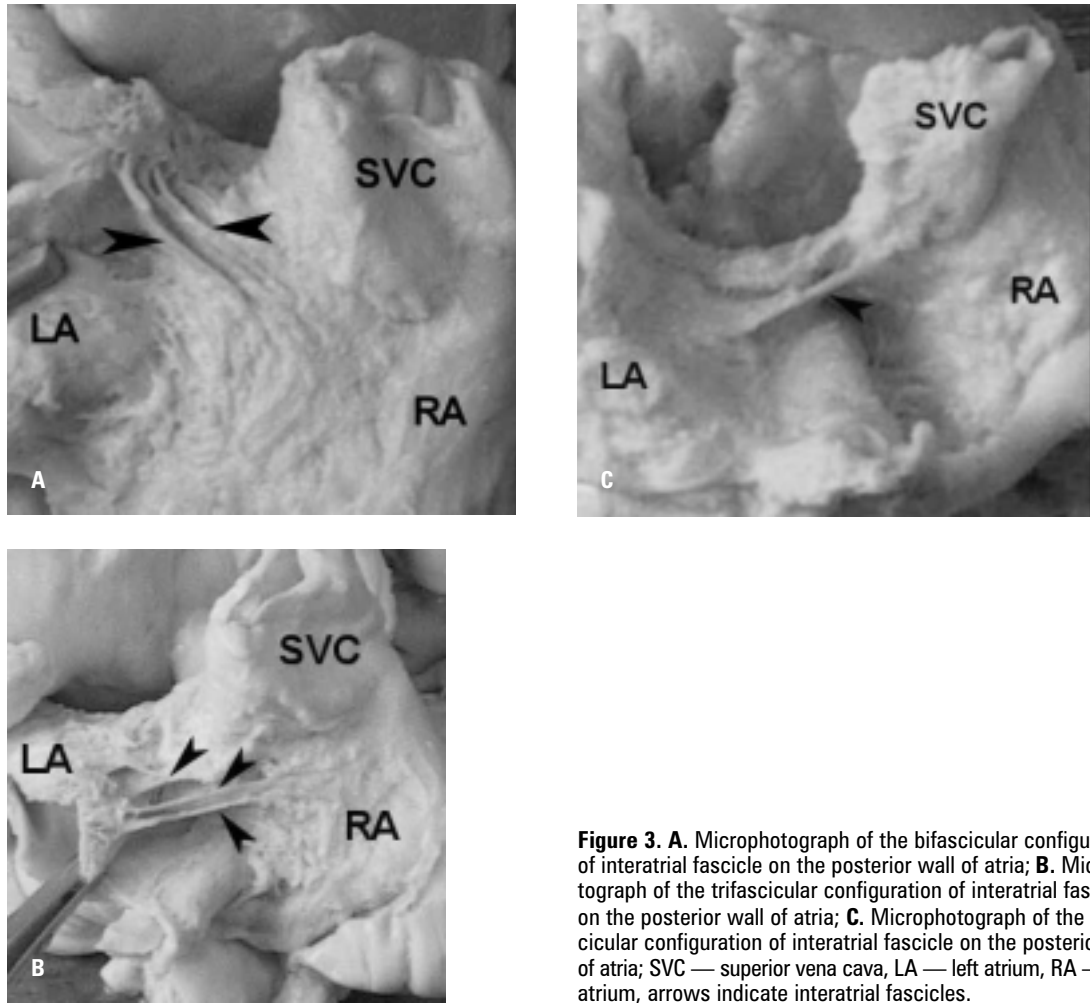 SVC
LA
RA
A
SVC
RA
LA
C
SVC
LA
RA
B
Figure 3. A. Microphotograph of the bifascicular configu
of interatrial fascicle on the posterior wall of atria; B. Mic
tograph of the trifascicular configuration of interatrial fas
on the posterior wall of atria; C. Microphotograph of the
cicular configuration of interatrial fascicle on the posterio
of atria; SVC — superior vena cava, LA — left atrium, RA –
atrium, arrows indicate interatrial fascicles.